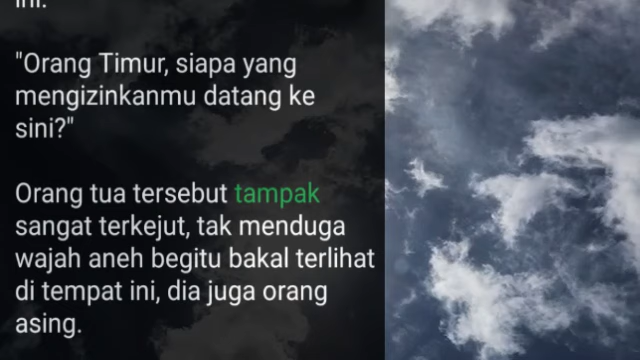 ini.
"Orang Timur, siapa yang
mengizinkanmu datang ke
sini?"
Orang tua tersebut tampak
sangat terkejut, tak menduga
wajah aneh begitu bakal terlihat
di tempat ini, dia juga orang
asing.